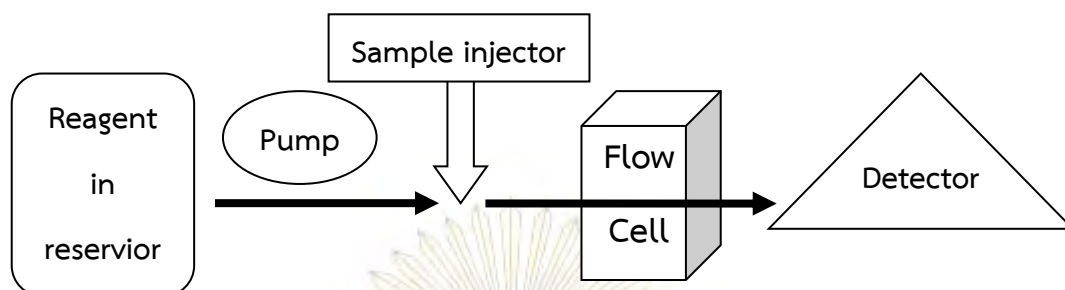 Sample injector
Reagent
in
reservior
Pump
Flow
Cell
Detector